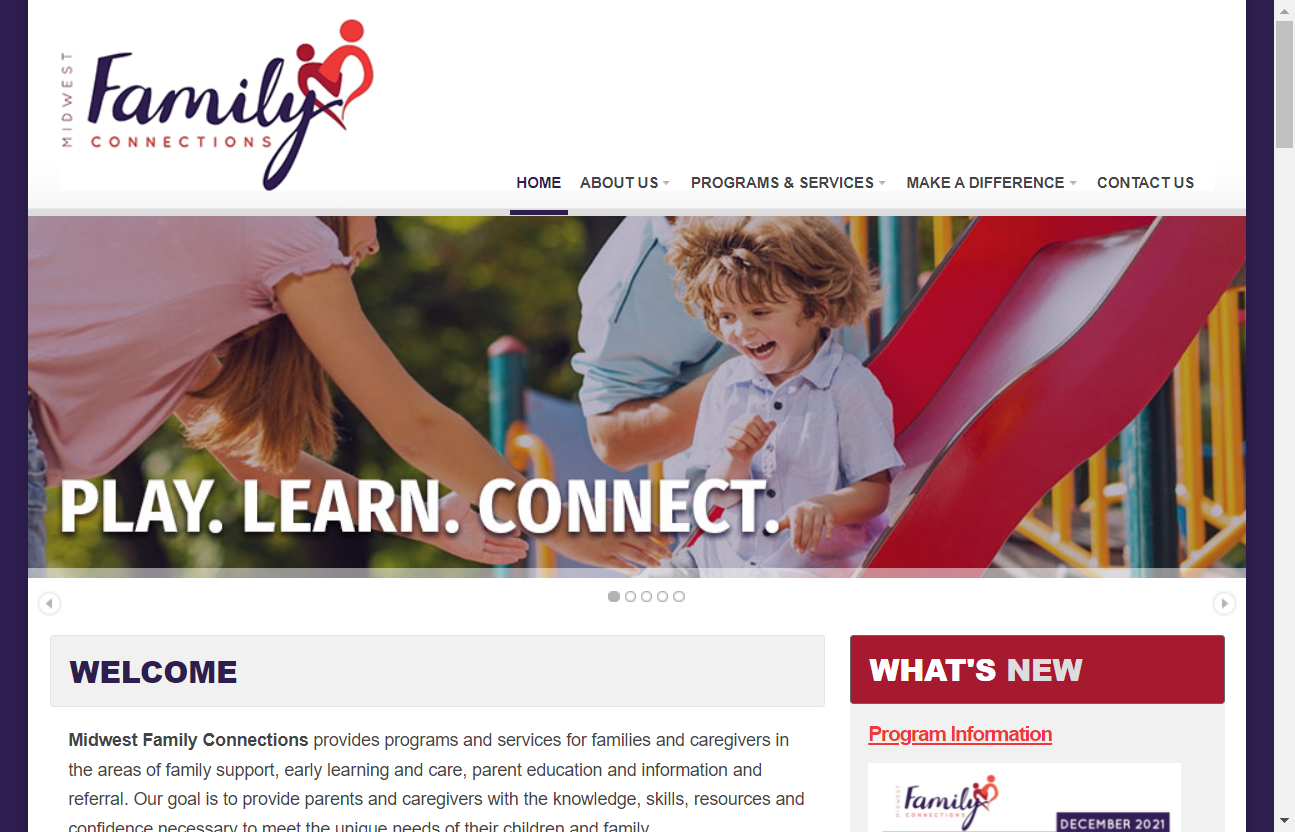 MIDWEST
Family
CONNECTIONS
HOME ABOUT US PROGRAMS & SERVICES MAKE A DIFFERENCE CONTACT US
PLAY. LEARN. CONNECT.
WELCOME
Midwest Family Connections provides programs and services for families and caregivers in
the areas of family support, early learning and care, parent education and information and
referral. Our goal is to provide parents and caregivers with the knowledge, skills, resources and
confidence necessary to meet the unique needs of their children and family.
WHAT'S NEW
Program Information
MIDWEST
Family
CONNECTIONS
DECEMBER 2021